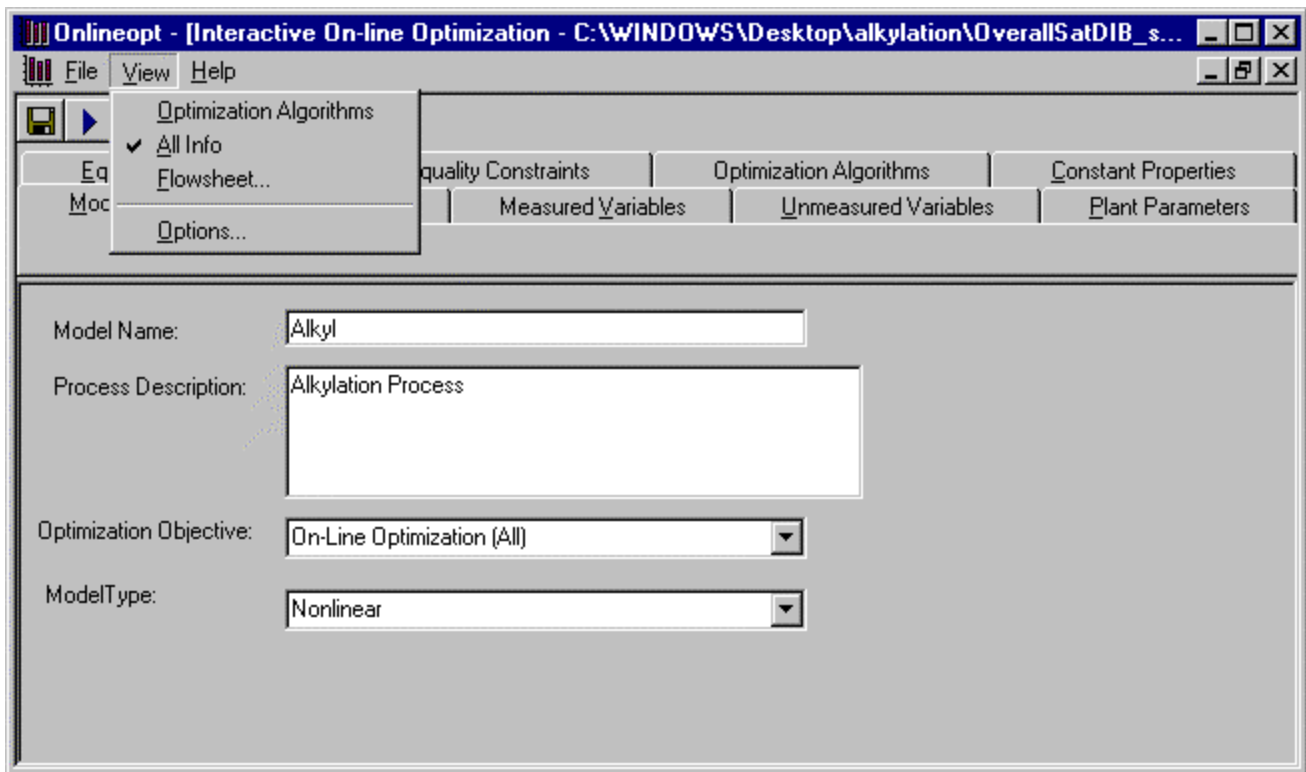 Onlineopt - [Interactive On-line Optimization - C:\WINDOWS\Desktop\alkylation\OverallSatDIB_s...
File View Help
Optimization Algorithms
All Info
Flowsheet...
Options...
Eq quality Constraints Optimization Algorithms Constant Properties
Mod Measured Variables Unmeasured Variables Plant Parameters
Model Name: Alkyl
Process Description: Alkylation Process
Optimization Objective: On-Line Optimization (All)
ModelType: Nonlinear